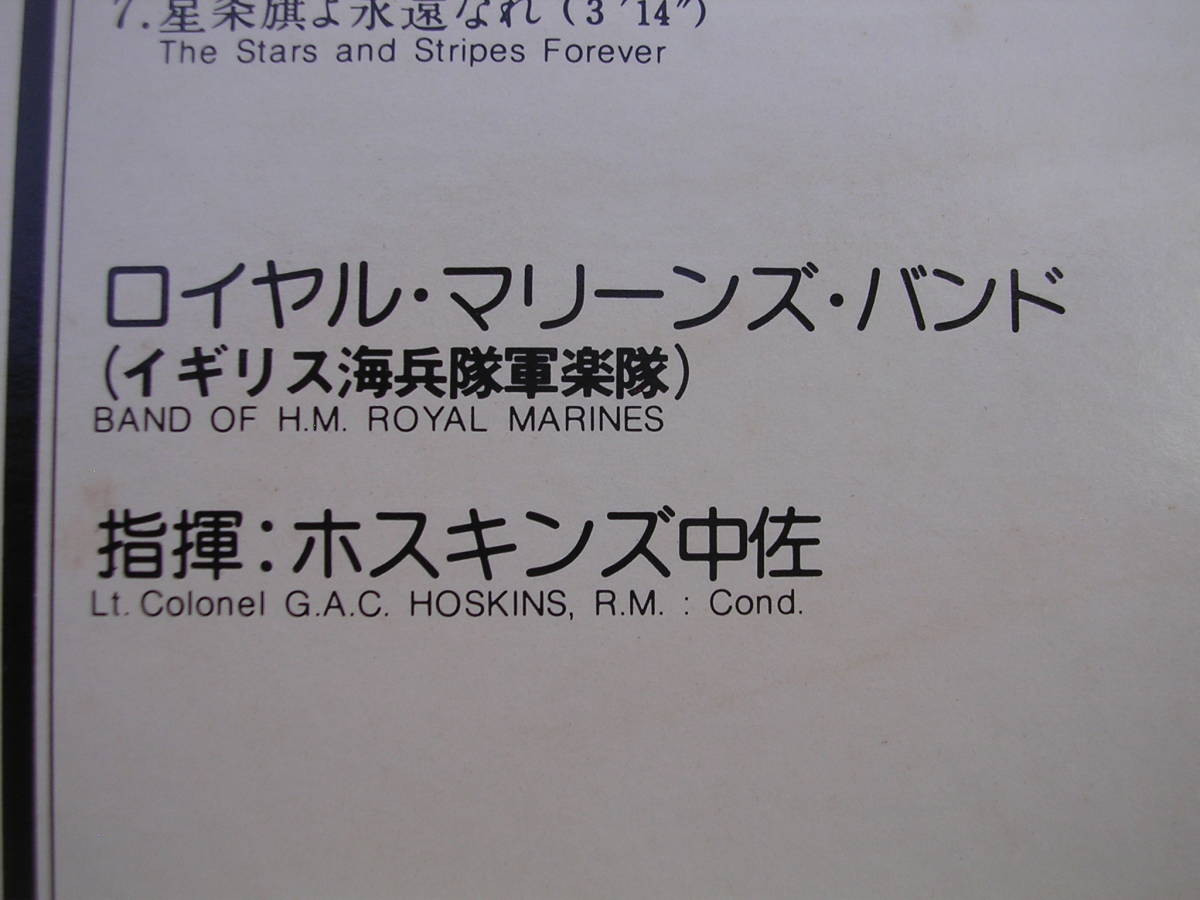 7. 星条旗よ永遠なれ (3′14″)
The Stars and Stripes Forever
ロイヤル・マリーンズ・バンド
(イギリス海兵隊軍楽隊)
BAND OF H.M. ROYAL MARINES
指揮:ホスキンズ中佐
Lt. Colonel G.A.C. HOSKINS, R.M. : Cond.